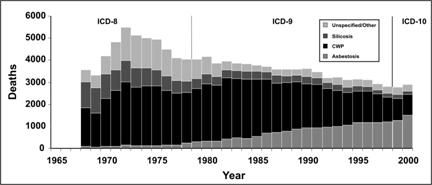 ICD-8 ICD-9 ICD-10
Unspecified/Other
Silicosis
CWP
Asbestosis
6000
5000
4000
3000
2000
1000
0
Deaths
1965 1970 1975 1980 1985 1990 1995 2000
Year